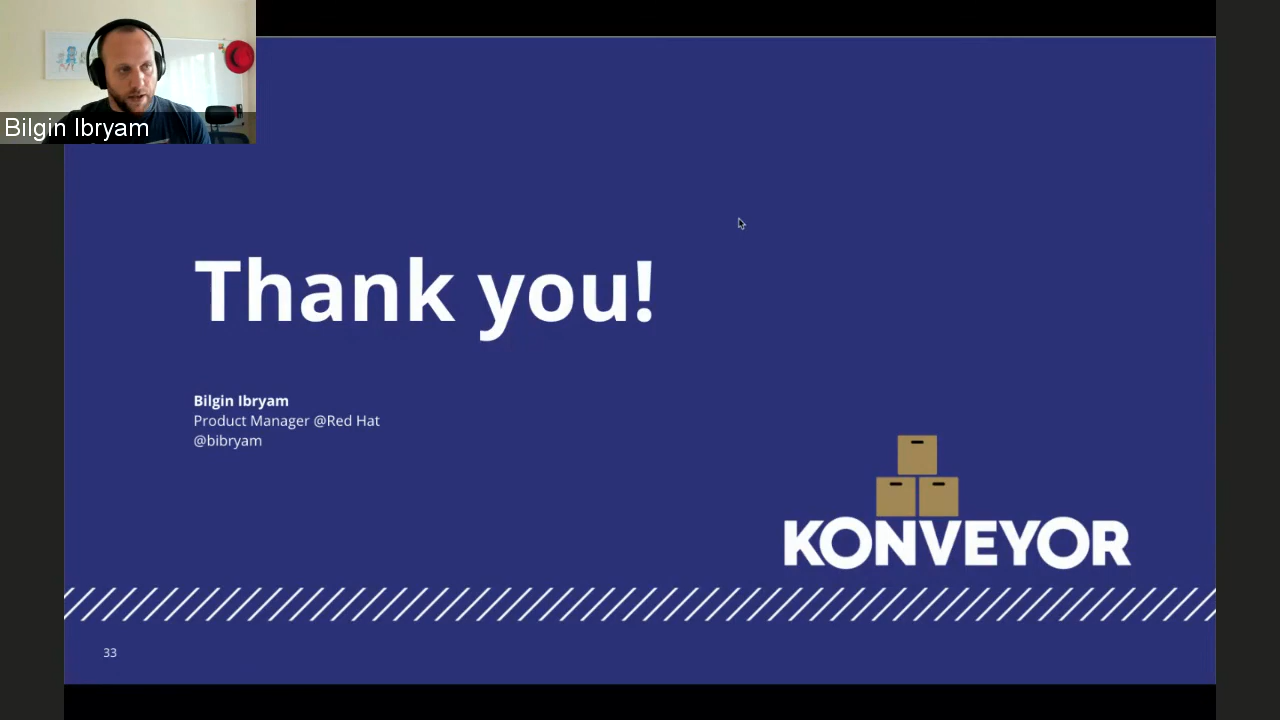 Bilgin Ibryam
Thank you!
Bilgin Ibryam
Product Manager @Red Hat
@bibryam
KONVEYOR
33